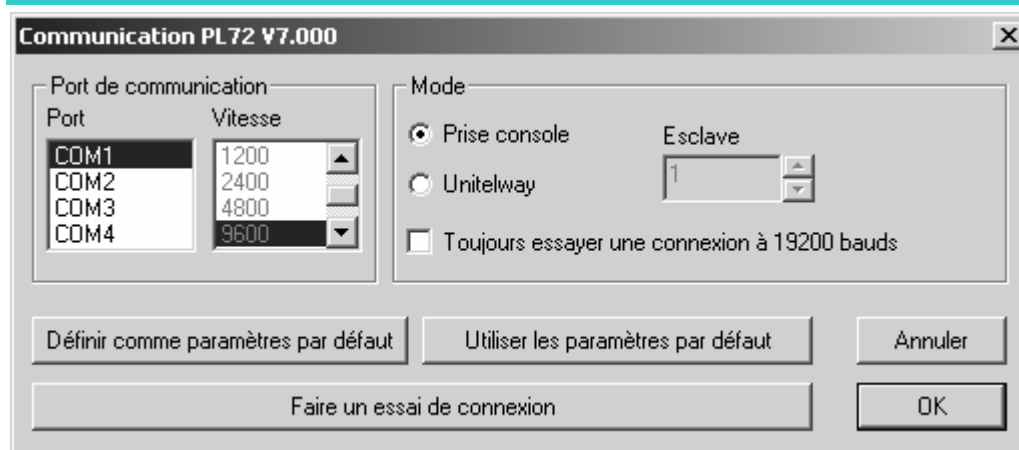 Communication PL72 V7.000
Port de communication
Port
Vitesse
COM1
COM2
COM3
COM4
1200
2400
4800
9600
Mode
Prise console
Unitelway
Esclave
1
Toujours essayer une connexion à 19200 bauds
Définir comme paramètres par défaut
Utiliser les paramètres par défaut
Annuler
Faire un essai de connexion
OK